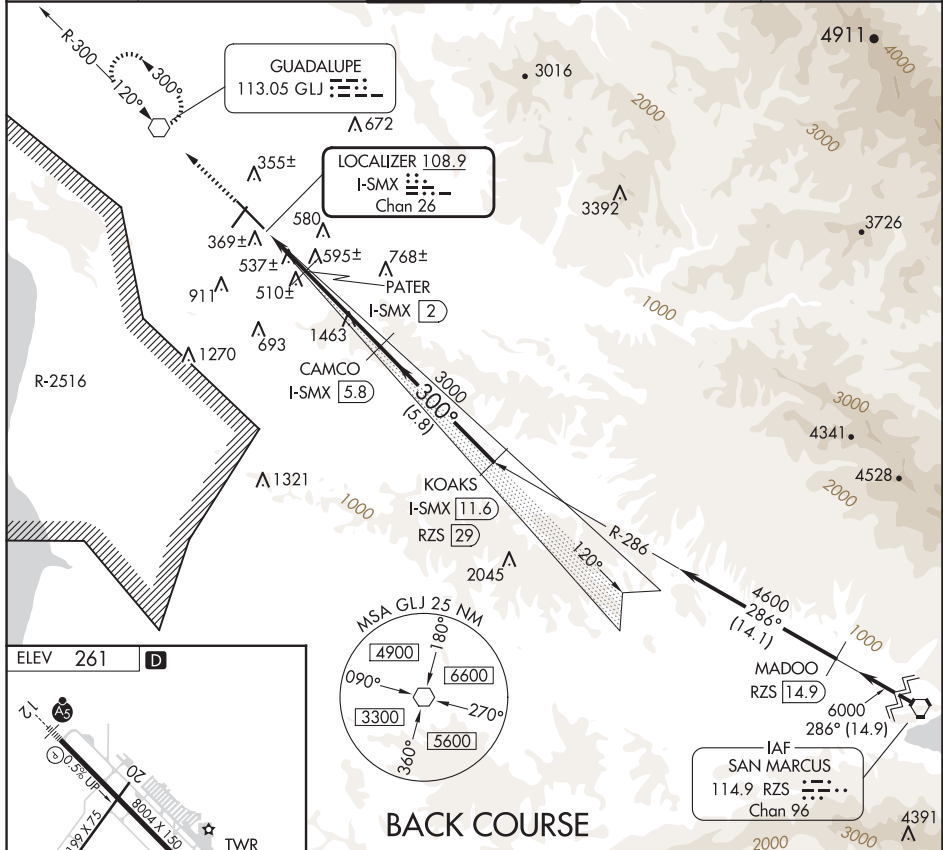 4911
4000
R-300
300°
120°
GUADALUPE
113.05 GLJ
3016
2000
3000
672
355±
LOCALIZER 108.9
I-SMX
Chan 26
3392
3726
580
369±
537±
595±
768±
PATER
I-SMX 2
911
510±
1000
1463
693
1270
CAMCO
I-SMX 5.8
R-2516
3000
300°
(5.8)
3000
4341
4528
2000
1321
1000
KOAKS
I-SMX 11.6
RZS 29
R-286
120°
2045
4600
286°
(14.1)
1000
MSA GLJ 25 NM
180°
4900
6600
090°
270°
3300
5600
360°
MADOO
RZS 14.9
6000
286° (14.9)
IAF
SAN MARCUS
114.9 RZS
Chan 96
ELEV 261 D
12
A5
P
0.5% UP
20
8004 X 150
199 X 75
TWR
BACK COURSE
4391
2000
3000